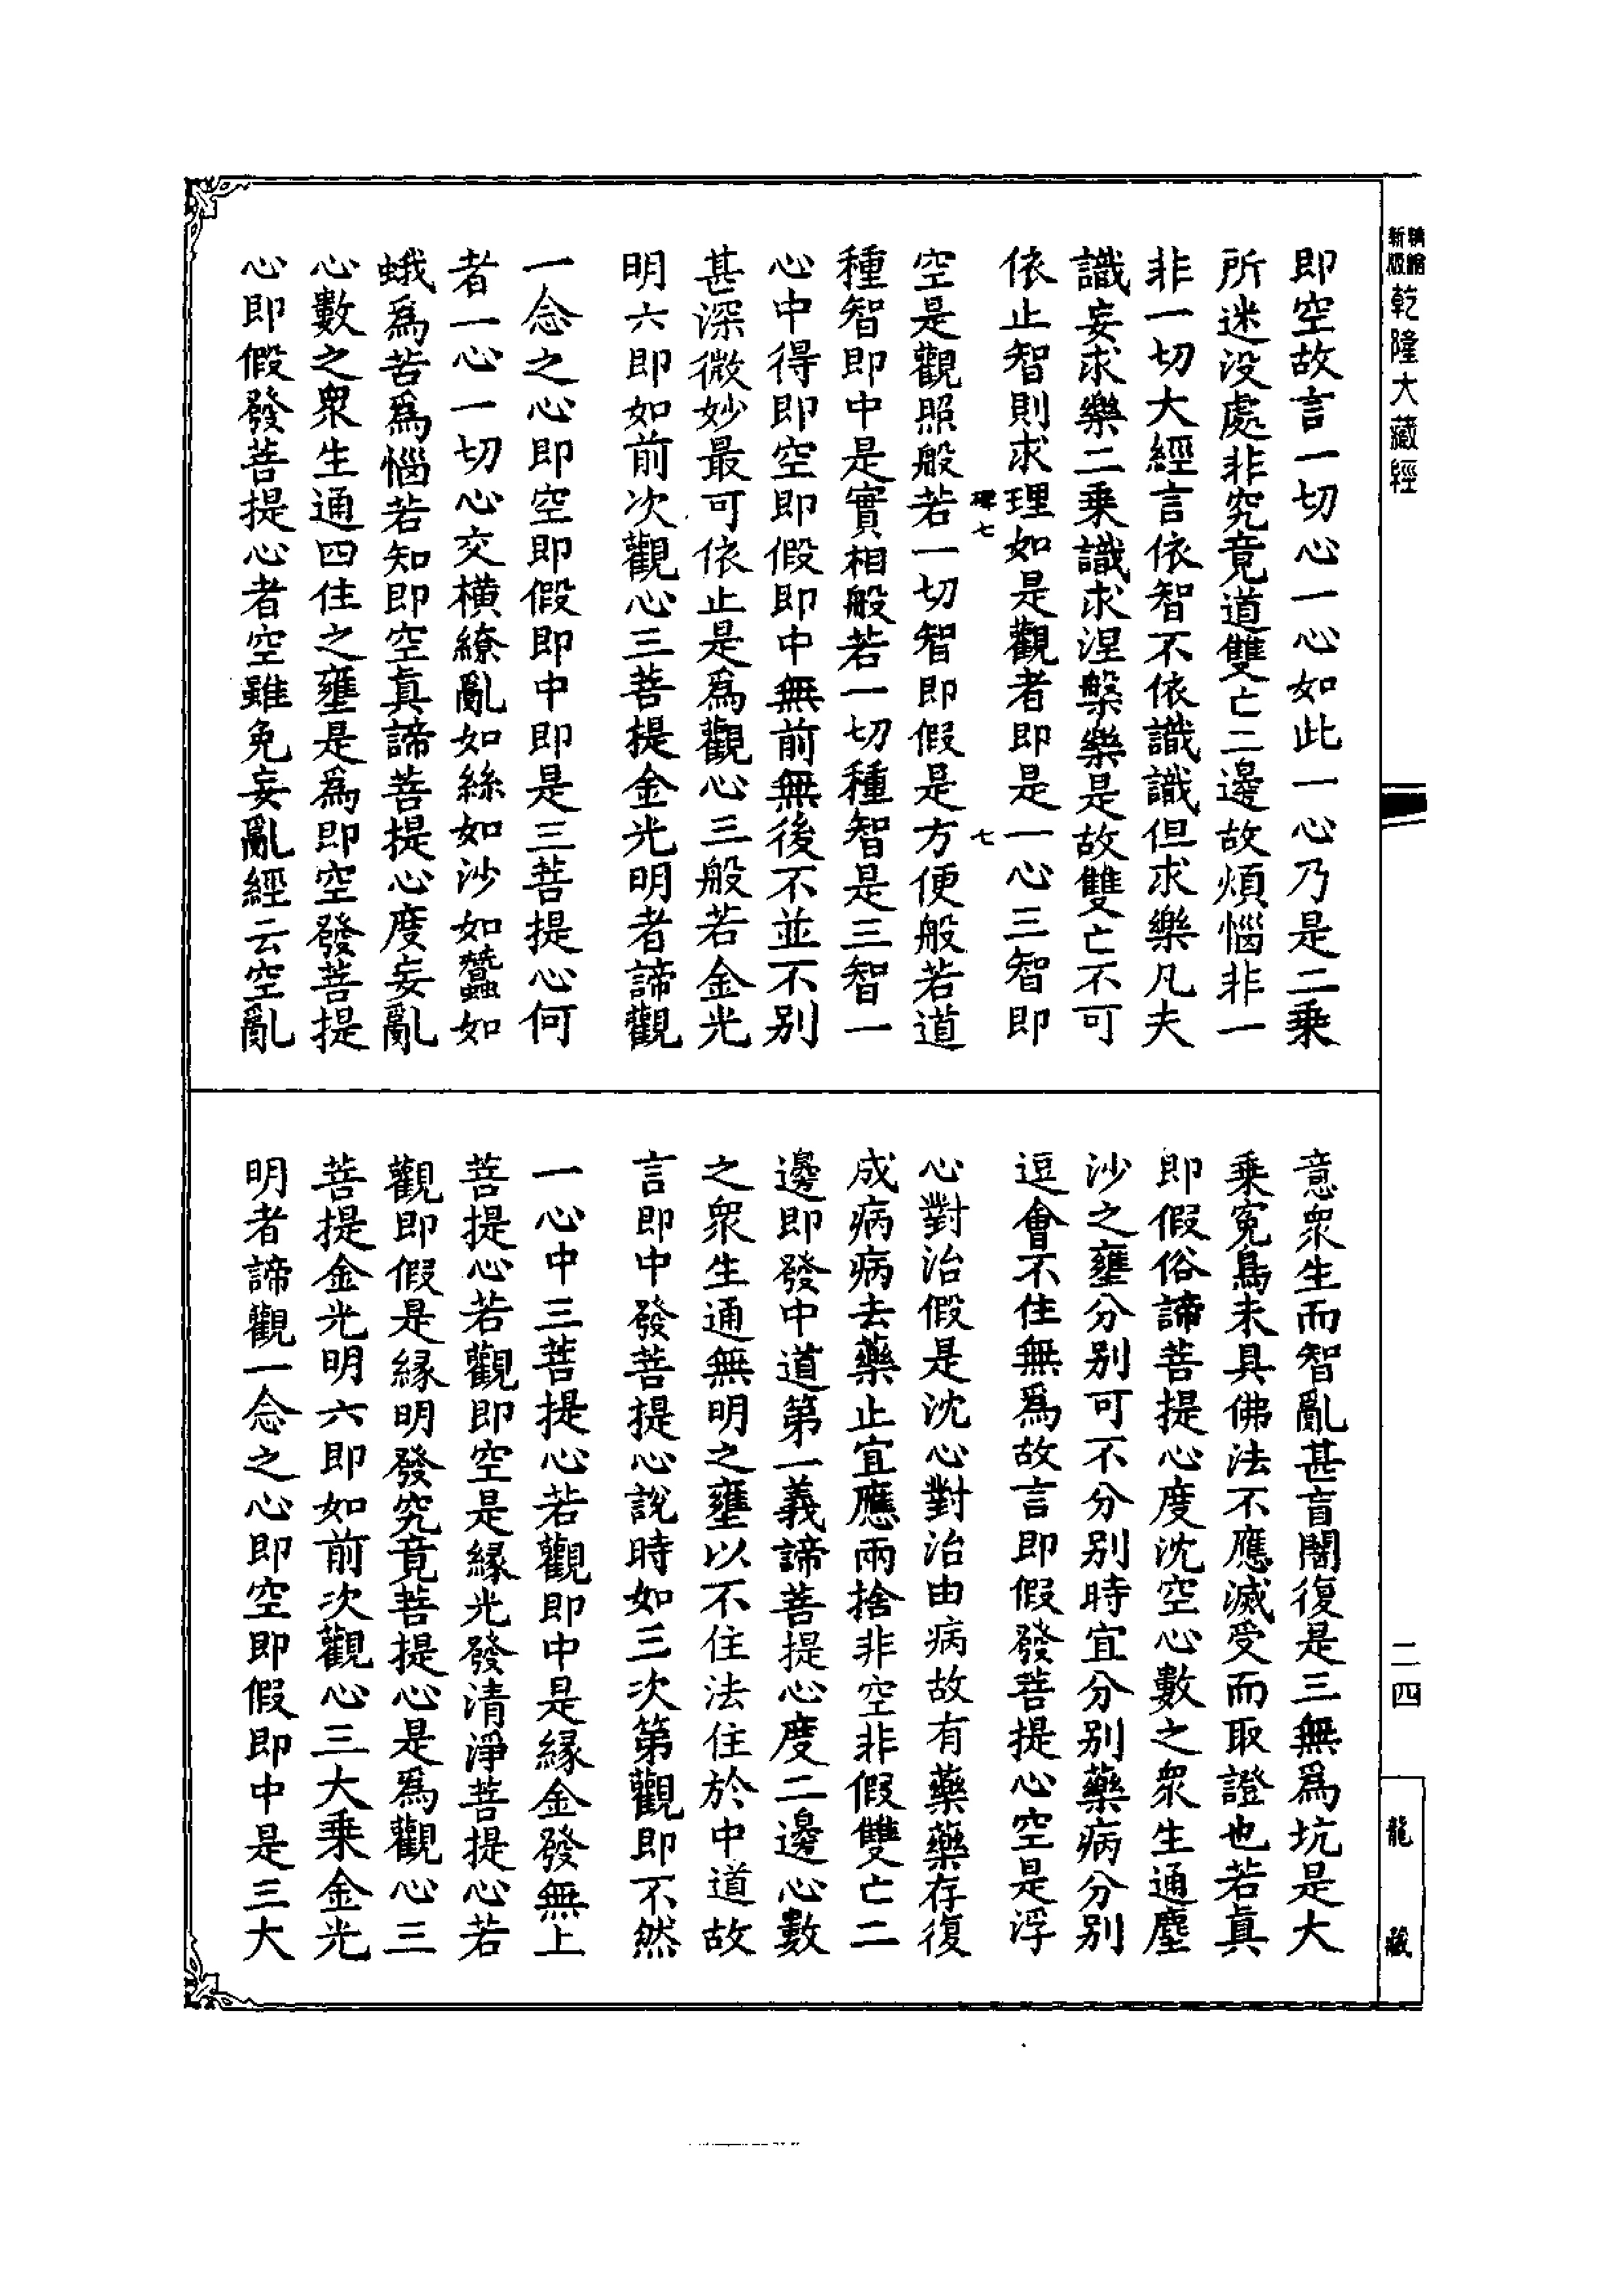 乾隆大藏經
即空故言一切心一心如此一心乃是二乘
所迷没處非究竟道雙亡二邊故煩惱非一
非一切大經言依智不依識識但求樂凡夫
識妄求樂二乘識求涅槃樂是故雙亡不可
依止智則求理如是觀者即是一心三智即
七
七
空是觀照般若一切智即假是方便般若道
種智即中是實相般若一切種智是三智一
心中得即空即假即中無前無後不並不别
甚深微妙最可依止是爲觀心三般若金光
明六即如前次觀心三菩提金光明者諦觀
一念之心即空即假即中即是三菩提心何
者一心一切心交橫繚亂如絲如沙如蠶如
蛾爲苦爲惱若知即空真諦菩提心度妄亂
心數之眾生通四住之壅是爲即空發菩提
心即假發菩提心者空雖免妄亂經云空亂
意眾生而智亂甚盲闇復是三無爲坑是大
乘寃鳥未具佛法不應滅受而取證也若真
即假俗諦菩提心度沈空心數之眾生通塵
沙之壅分别可不分别時宜分别藥病分别
逗會不住無爲故言即假發菩提心空是浮
心對治假是沈心對治由病故有藥藥存復
成病病去藥止宜應兩捨非空非假雙亡二
邊即發中道第一義諦菩提心度二邊心數
之眾生通無明之壅以不住法住於中道故
言即中發菩提心說時如三次第觀即不然
一心中三菩提心若觀即中是緣金發無上
菩提心若觀即空是緣光發清淨菩提心若
觀即假是緣明發究竟菩提心是爲觀心三
菩提金光明六即如前次觀心三大乘金光
明者諦觀一念之心即空即假即中是三大
二四
龍藏